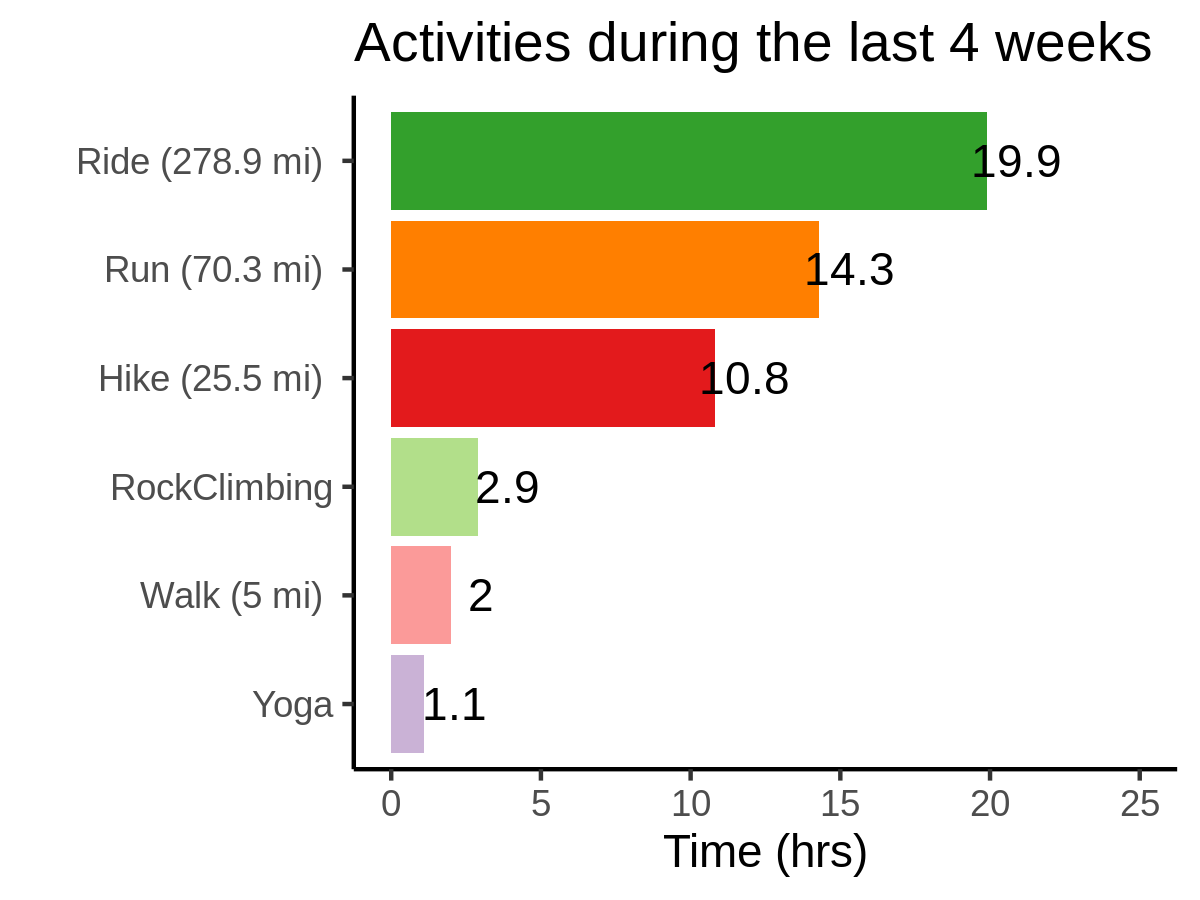 Activities during the last 4 weeks
Ride (278.9 mi) 19.9
Run (70.3 mi) 14.3
Hike (25.5 mi) 10.8
RockClimbing 2.9
Walk (5 mi) 2
Yoga 1.1
0 5 10 15 20 25
Time (hrs)